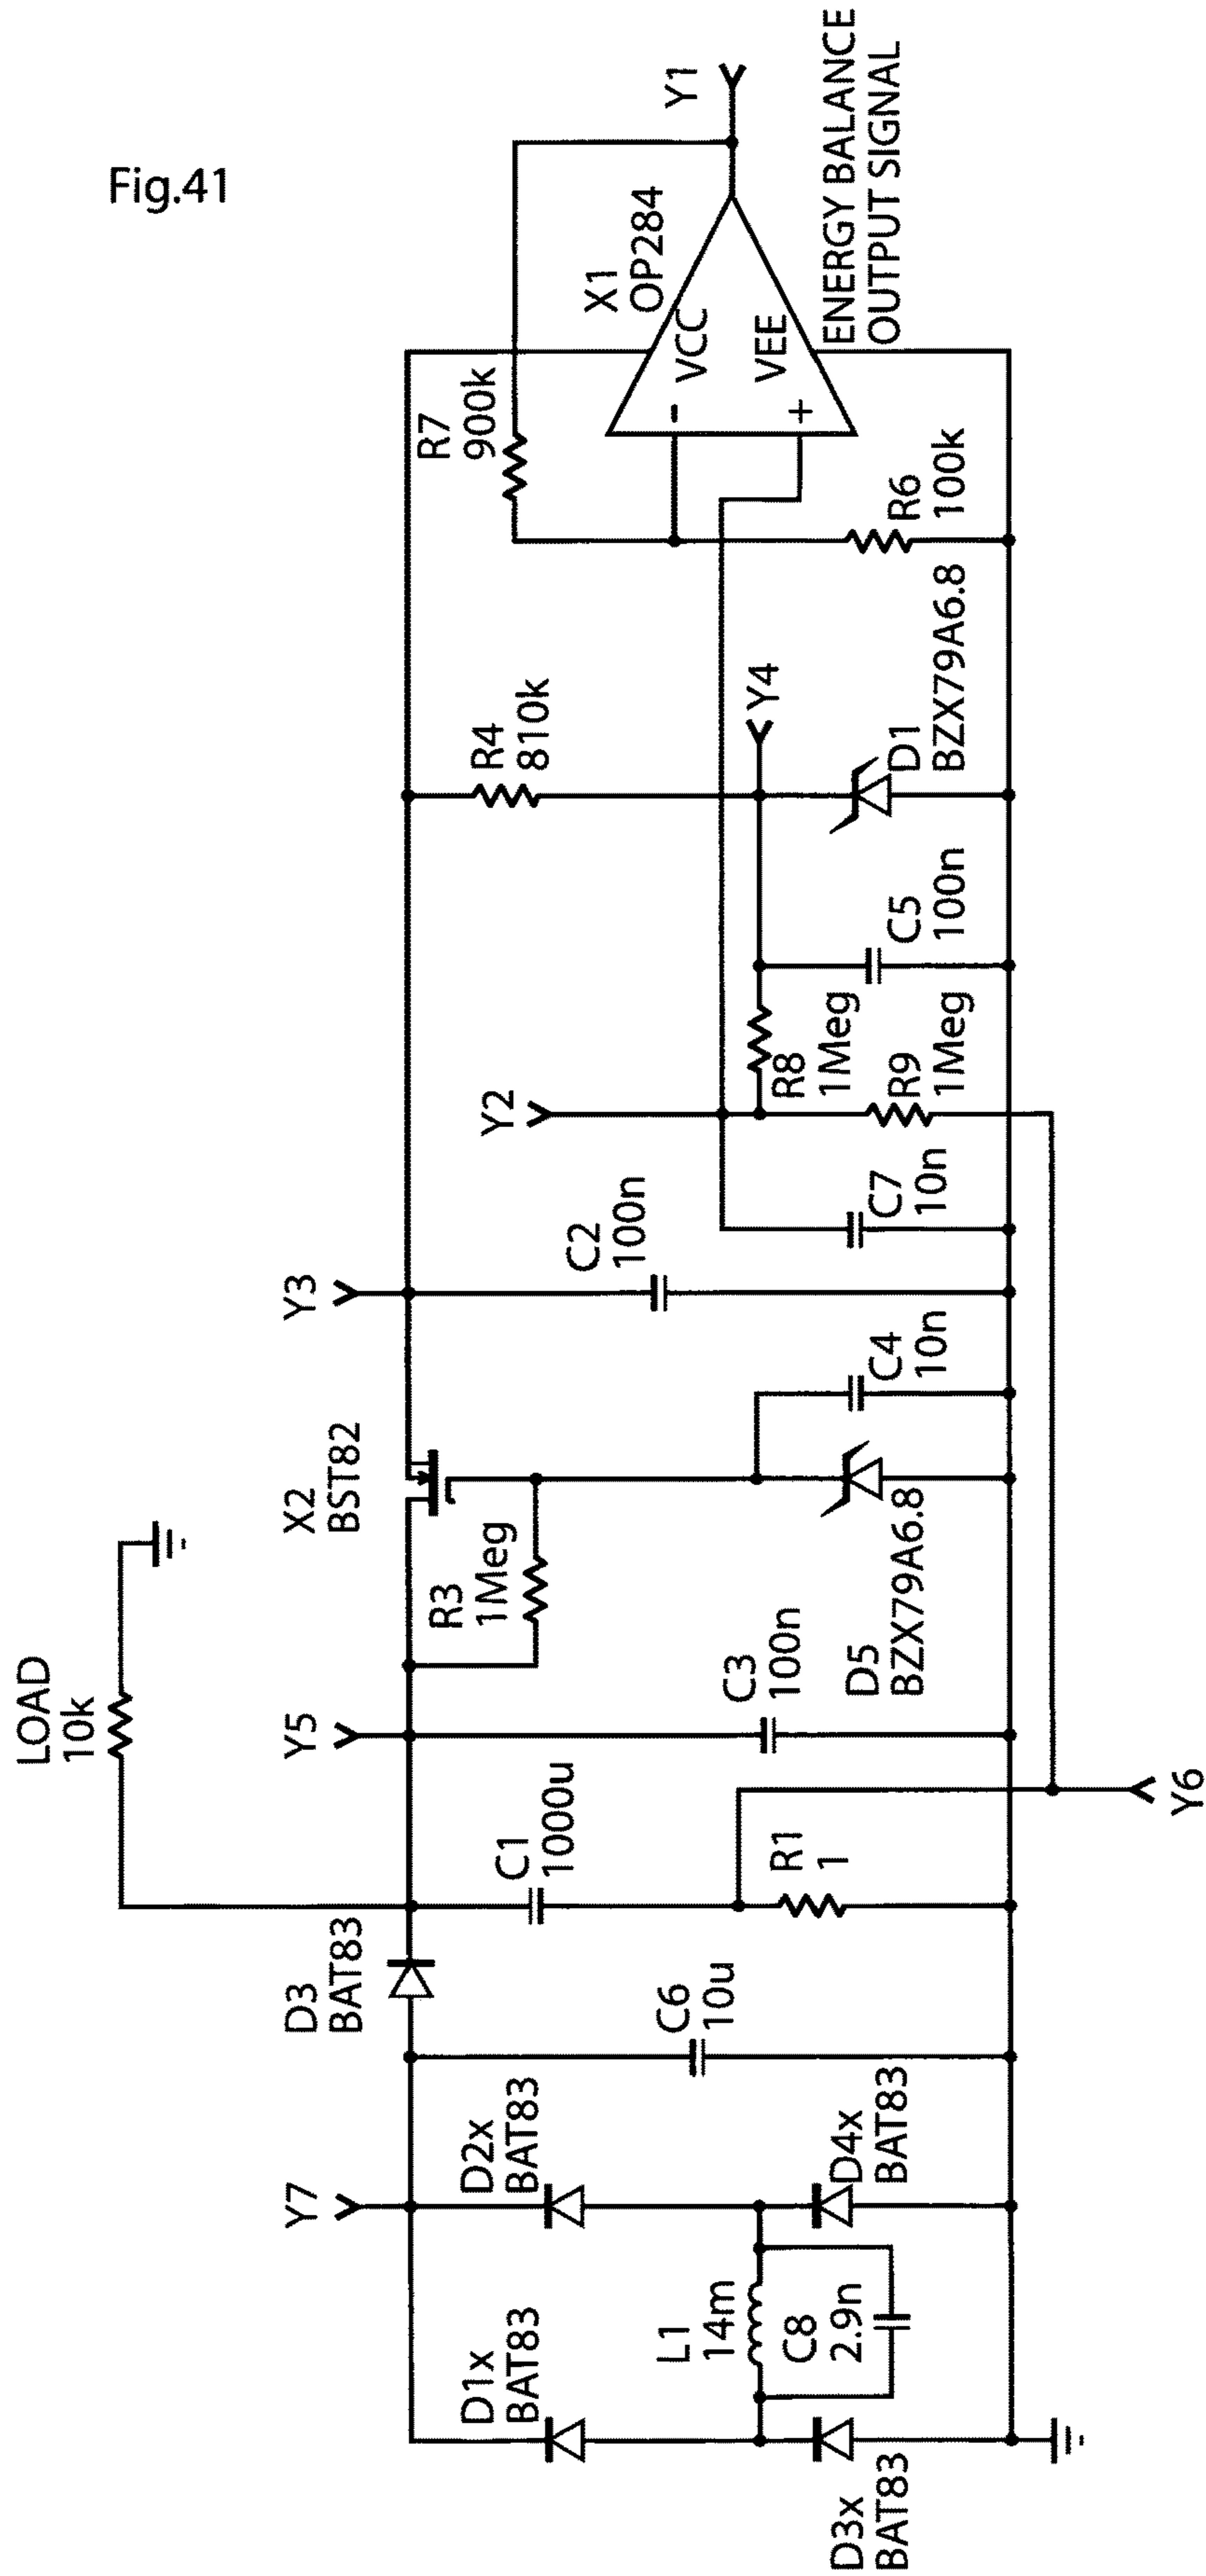 Fig.41
LOAD
10k
Y7
D1x
BAT83
D2x
BAT83
D3x
BAT83
D4x
BAT83
L1
14m
C8
2.9n
C6
10u
D3
BAT83
C1
1000u
R1
1
Y6
Y5
C3
100n
R3
1Meg
X2
BST82
D5
BZX79A6.8
C4
10n
Y3
C2
100n
C7
10n
Y2
R8
1Meg
R9
1Meg
C5
100n
Y4
R4
810k
D1
BZX79A6.8
R7
900k
R6
100k
X1
OP284
VCC
VEE
-
+
Y1
ENERGY BALANCE
OUTPUT SIGNAL